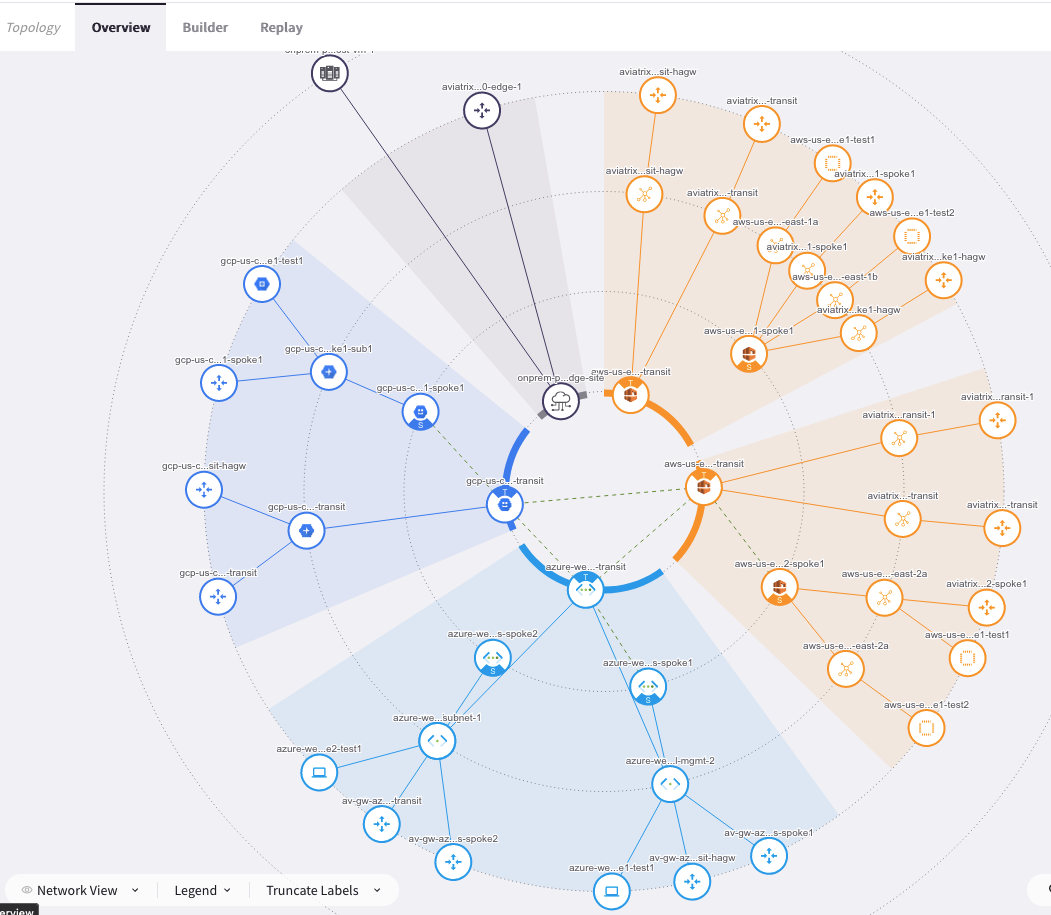 Topology
Overview
Builder
Replay
aviatrix...sit-hagw
aviatrix...0-edge-1
aviatrix...-transit
aws-us-e...e1-test1
aviatrix...sit-hagw
aviatrix...1-spoke1
aviatrix...-transit
aws-us-e...e1-test2
aws-us-e...-east-1a
aviatrix...1-spoke1
aviatrix...ke1-hagw
gcp-us-c...e1-test1
aws-us-e...-east-1b
aviatrix...ke1-hagw
aws-us-e...1-spoke1
S
gcp-us-c...ke1-sub1
gcp-us-c...1-spoke1
onprem-p...dge-site
aws-us-e...-transit
T
gcp-us-c...1-spoke1
S
aviatrix...ransit-1
aviatrix...ransit-1
gcp-us-c...sit-hagw
aws-us-e...-transit
T
gcp-us-c...-transit
T
gcp-us-c...-transit
aviatrix...-transit
aviatrix...-transit
gcp-us-c...-transit
azure-we...-transit
T
aws-us-e...2-spoke1
S
aws-us-e...-east-2a
aviatrix...2-spoke1
azure-we...s-spoke2
S
aws-us-e...e1-test1
aws-us-e...-east-2a
azure-we...s-spoke1
S
aws-us-e...e1-test2
azure-we...subnet-1
azure-we...e2-test1
azure-we...l-mgmt-2
av-gw-az...-transit
av-gw-az...s-spoke2
av-gw-az...s-spoke1
av-gw-az...sit-hagw
azure-we...e1-test1
Network View
Legend
Truncate Labels
erview